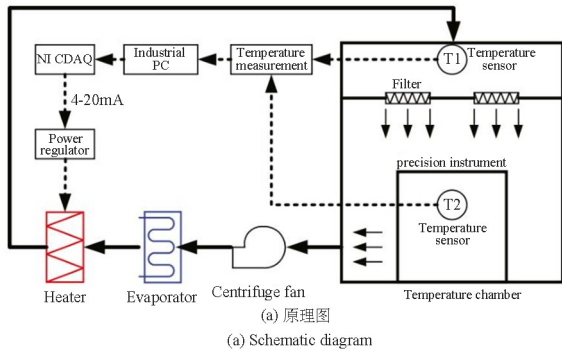 NI CDAQ
Industrial
PC
Temperature
measurement
T1
Temperature
sensor
4-20mA
Filter
Power
regulator
precision instrument
T2
Temperature
sensor
Heater
Evaporator
Centrifuge fan
Temperature chamber
(a) 原理图
(a) Schematic diagram